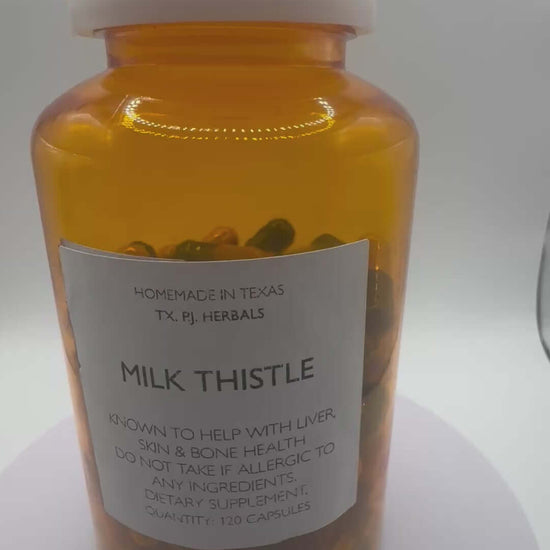 HOMEMADE IN TEXAS
TX. P.J. HERBALS
MILK THISTLE
KNOWN TO HELP WITH LIVER,
SKIN & BONE HEALTH
DO NOT TAKE IF ALLERGIC TO
ANY INGREDIENTS.
DIETARY SUPPLEMENT.
QUANTITY: 120 CAPSULES